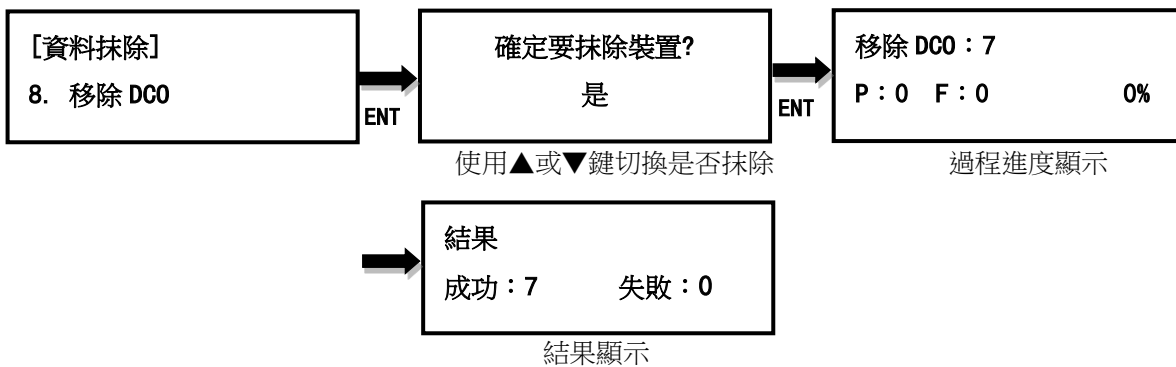 [資料抹除]
8. 移除 DCO
ENT
確定要抹除裝置?
是
使用▲或▼鍵切換是否抹除
ENT
移除 DCO：7
P：0 F：0 0%
過程進度顯示
結果
成功：7 失敗：0
結果顯示